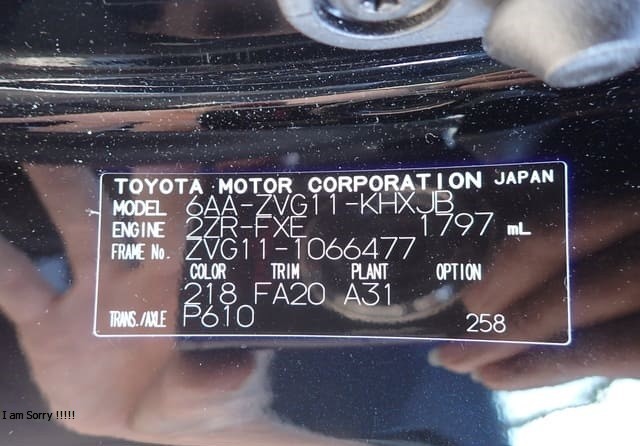 TOYOTA MOTOR CORPORATION JAPAN
MODEL 6AA-ZVG11-KHXJB
ENGINE 2ZR-FXE 1797 mL
FRAME No. ZVG11-1066477
COLOR TRIM PLANT OPTION
218 FA20 A31
TRANS./AXLE P610 258
I am Sorry !!!!!